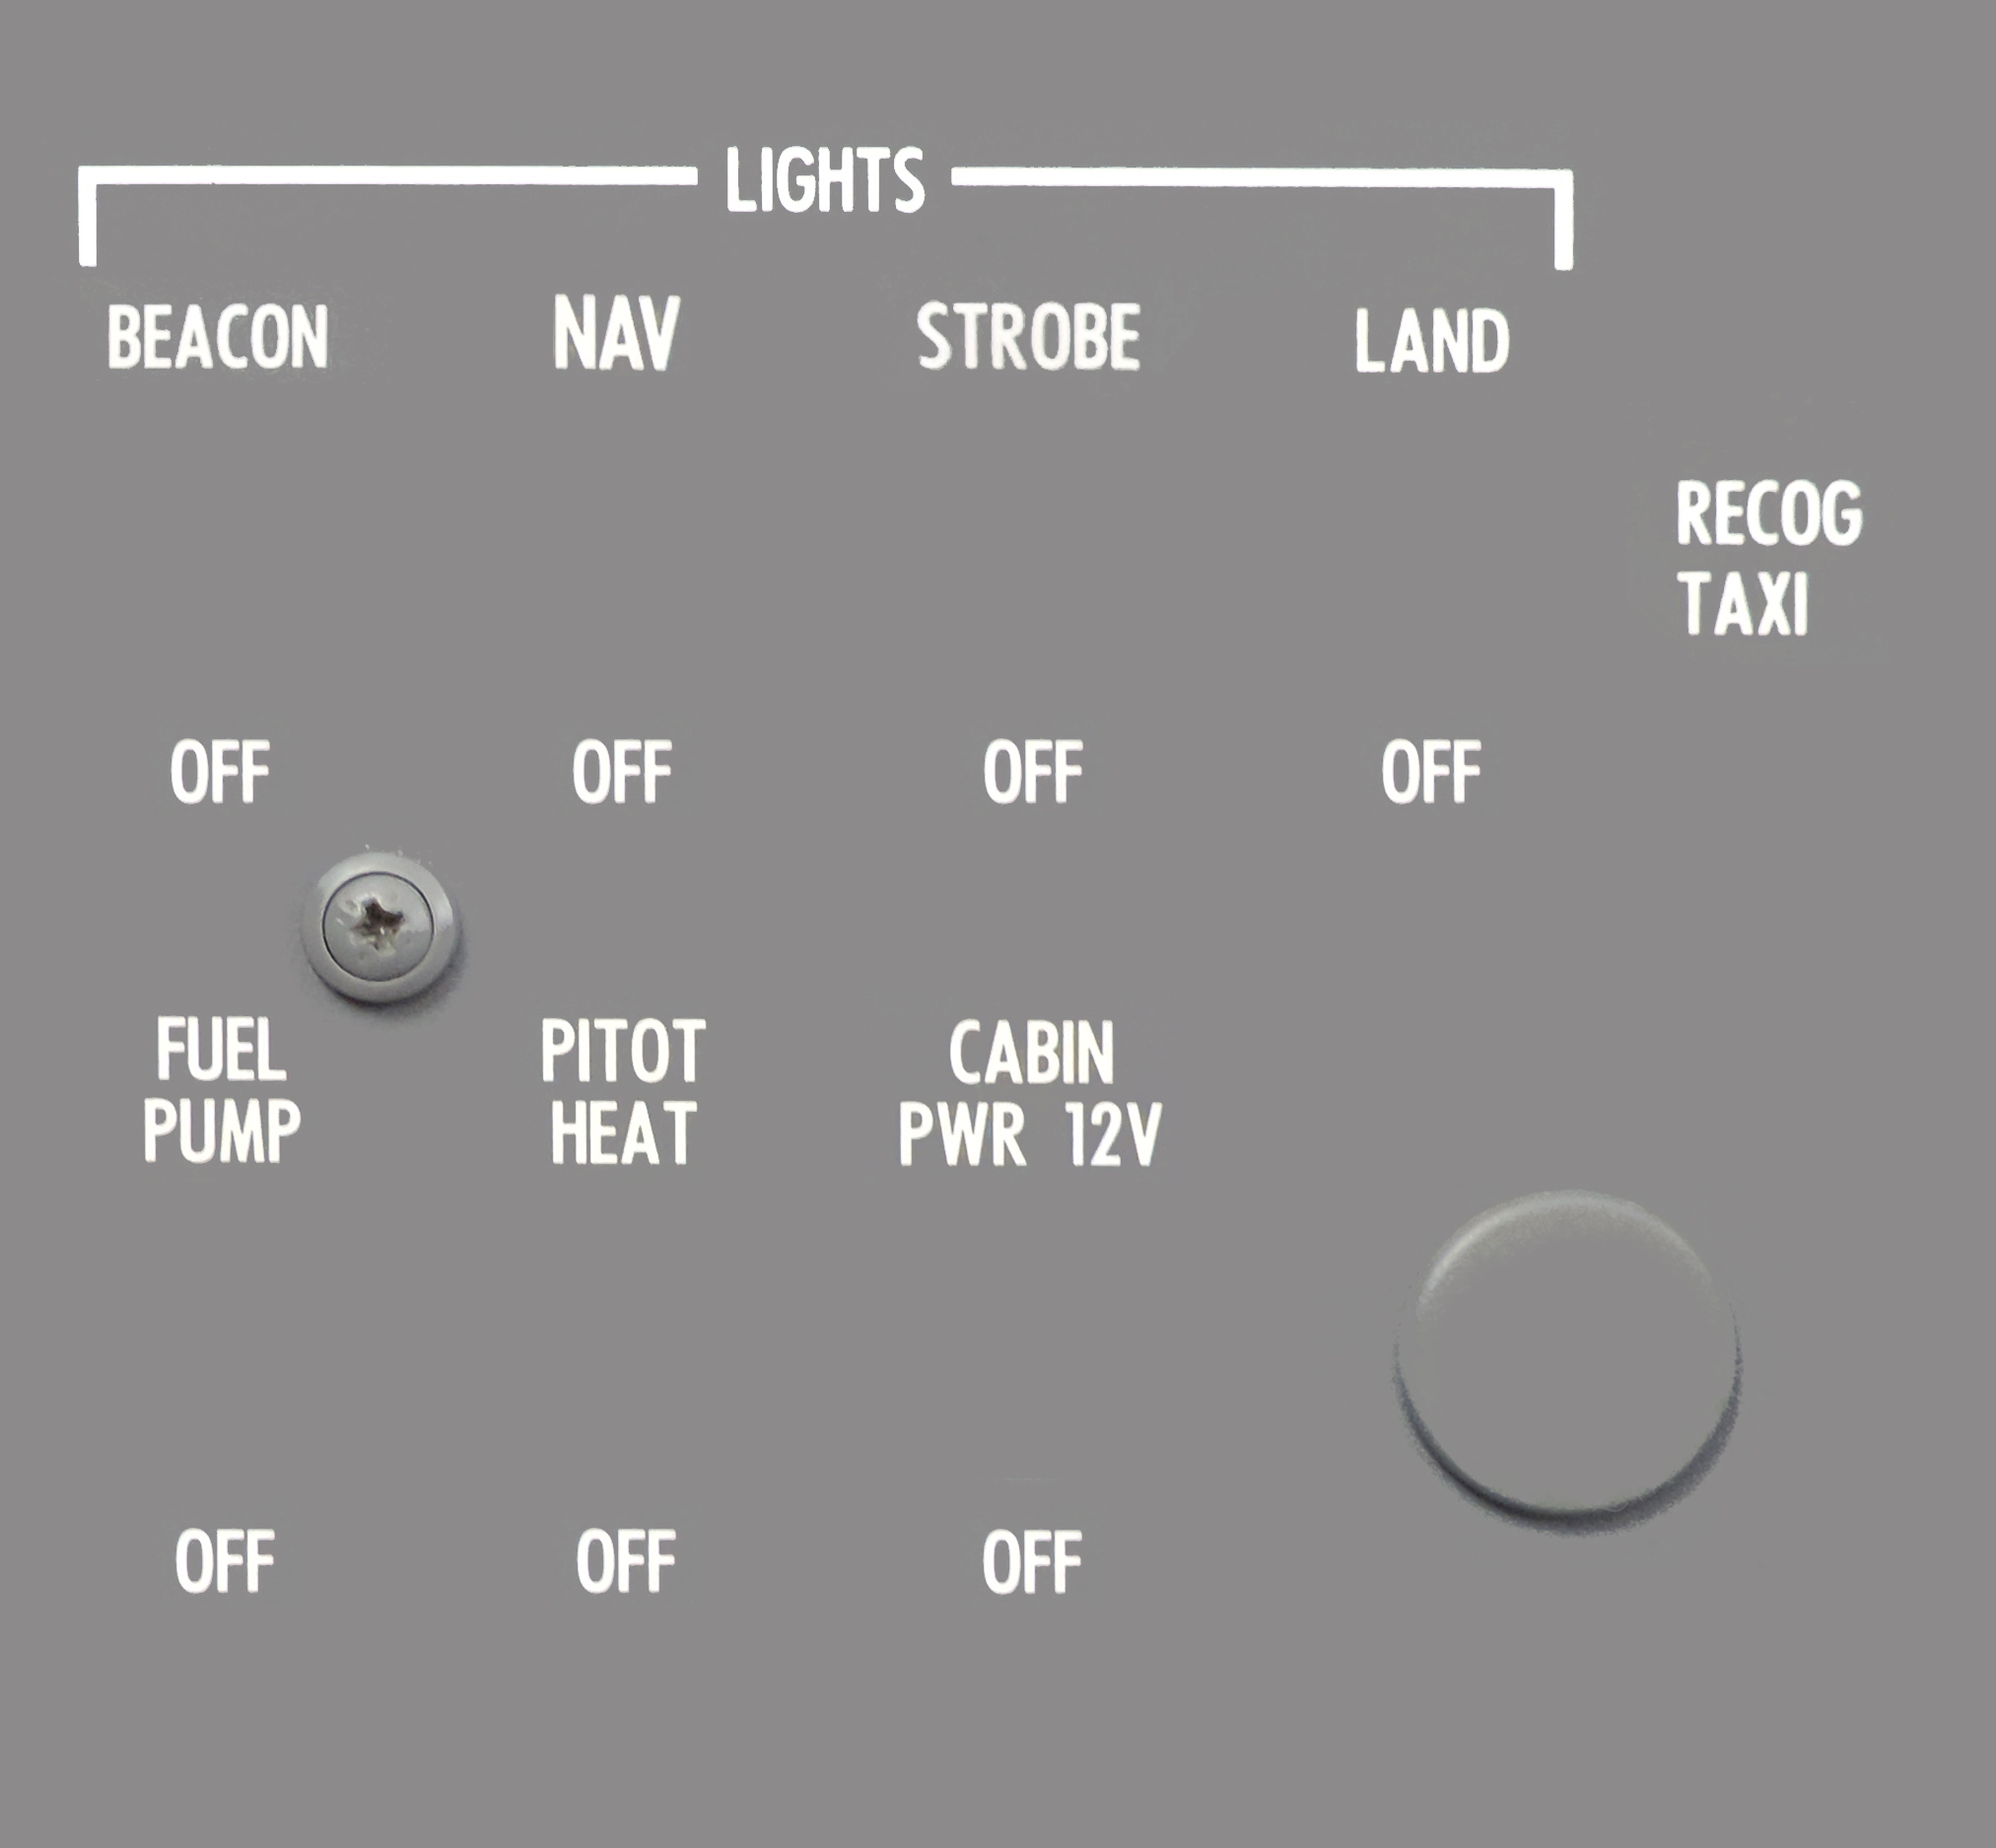 LIGHTS
BEACON NAV STROBE LAND
RECOG
TAXI
OFF OFF OFF OFF
FUEL PITOT CABIN
PUMP HEAT PWR 12V
OFF OFF OFF